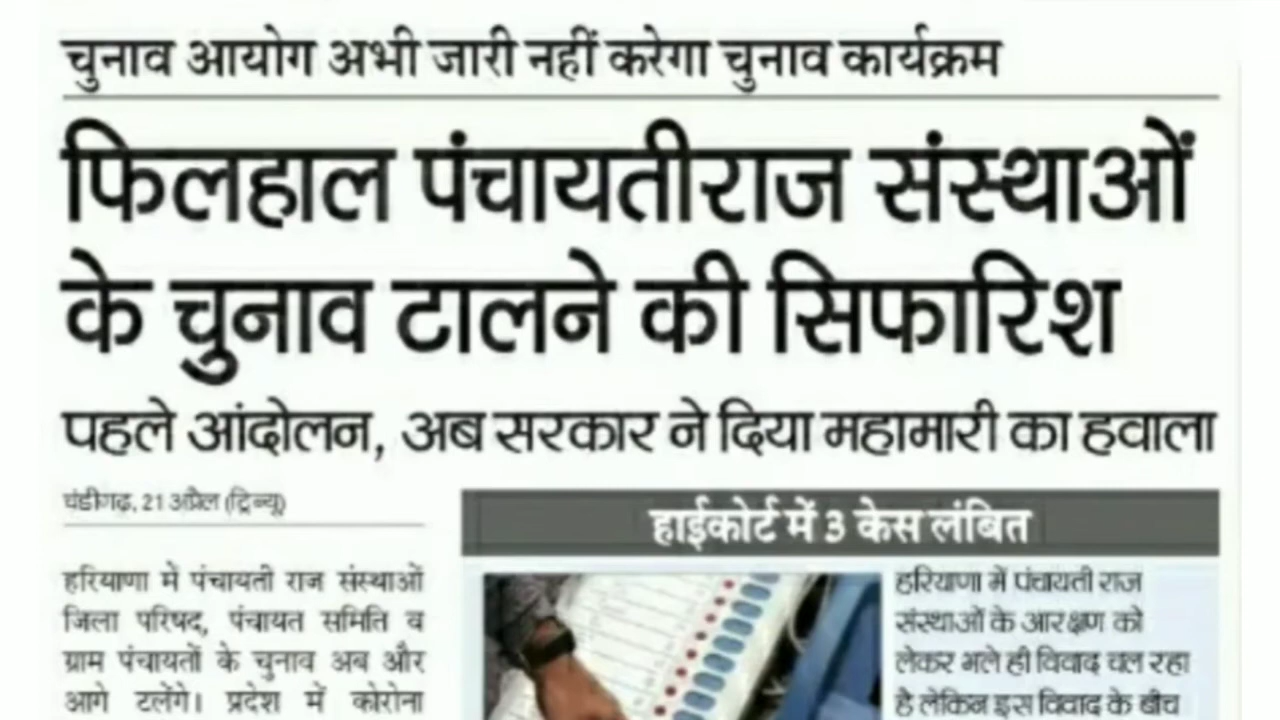 चुनाव आयोग अभी जारी नहीं करेगा चुनाव कार्यक्रम
फिलहाल पंचायतीराज संस्थाओं
के चुनाव टालने की सिफारिश
पहले आंदोलन, अब सरकार ने दिया महामारी का हवाला
चंडीगढ़, 21 अप्रैल (ट्रिन्यू)
हरियाणा में पंचायती राज संस्थाओं
जिला परिषद, पंचायत समिति व
ग्राम पंचायतों के चुनाव अब और
आगे टलेंगे। प्रदेश में कोरोना
हाईकोर्ट में 3 केस लंबित
हरियाणा में पंचायती राज
संस्थाओं के आरक्षण को
लेकर भले ही विवाद चल रहा
है लेकिन इस विवाद के बीच